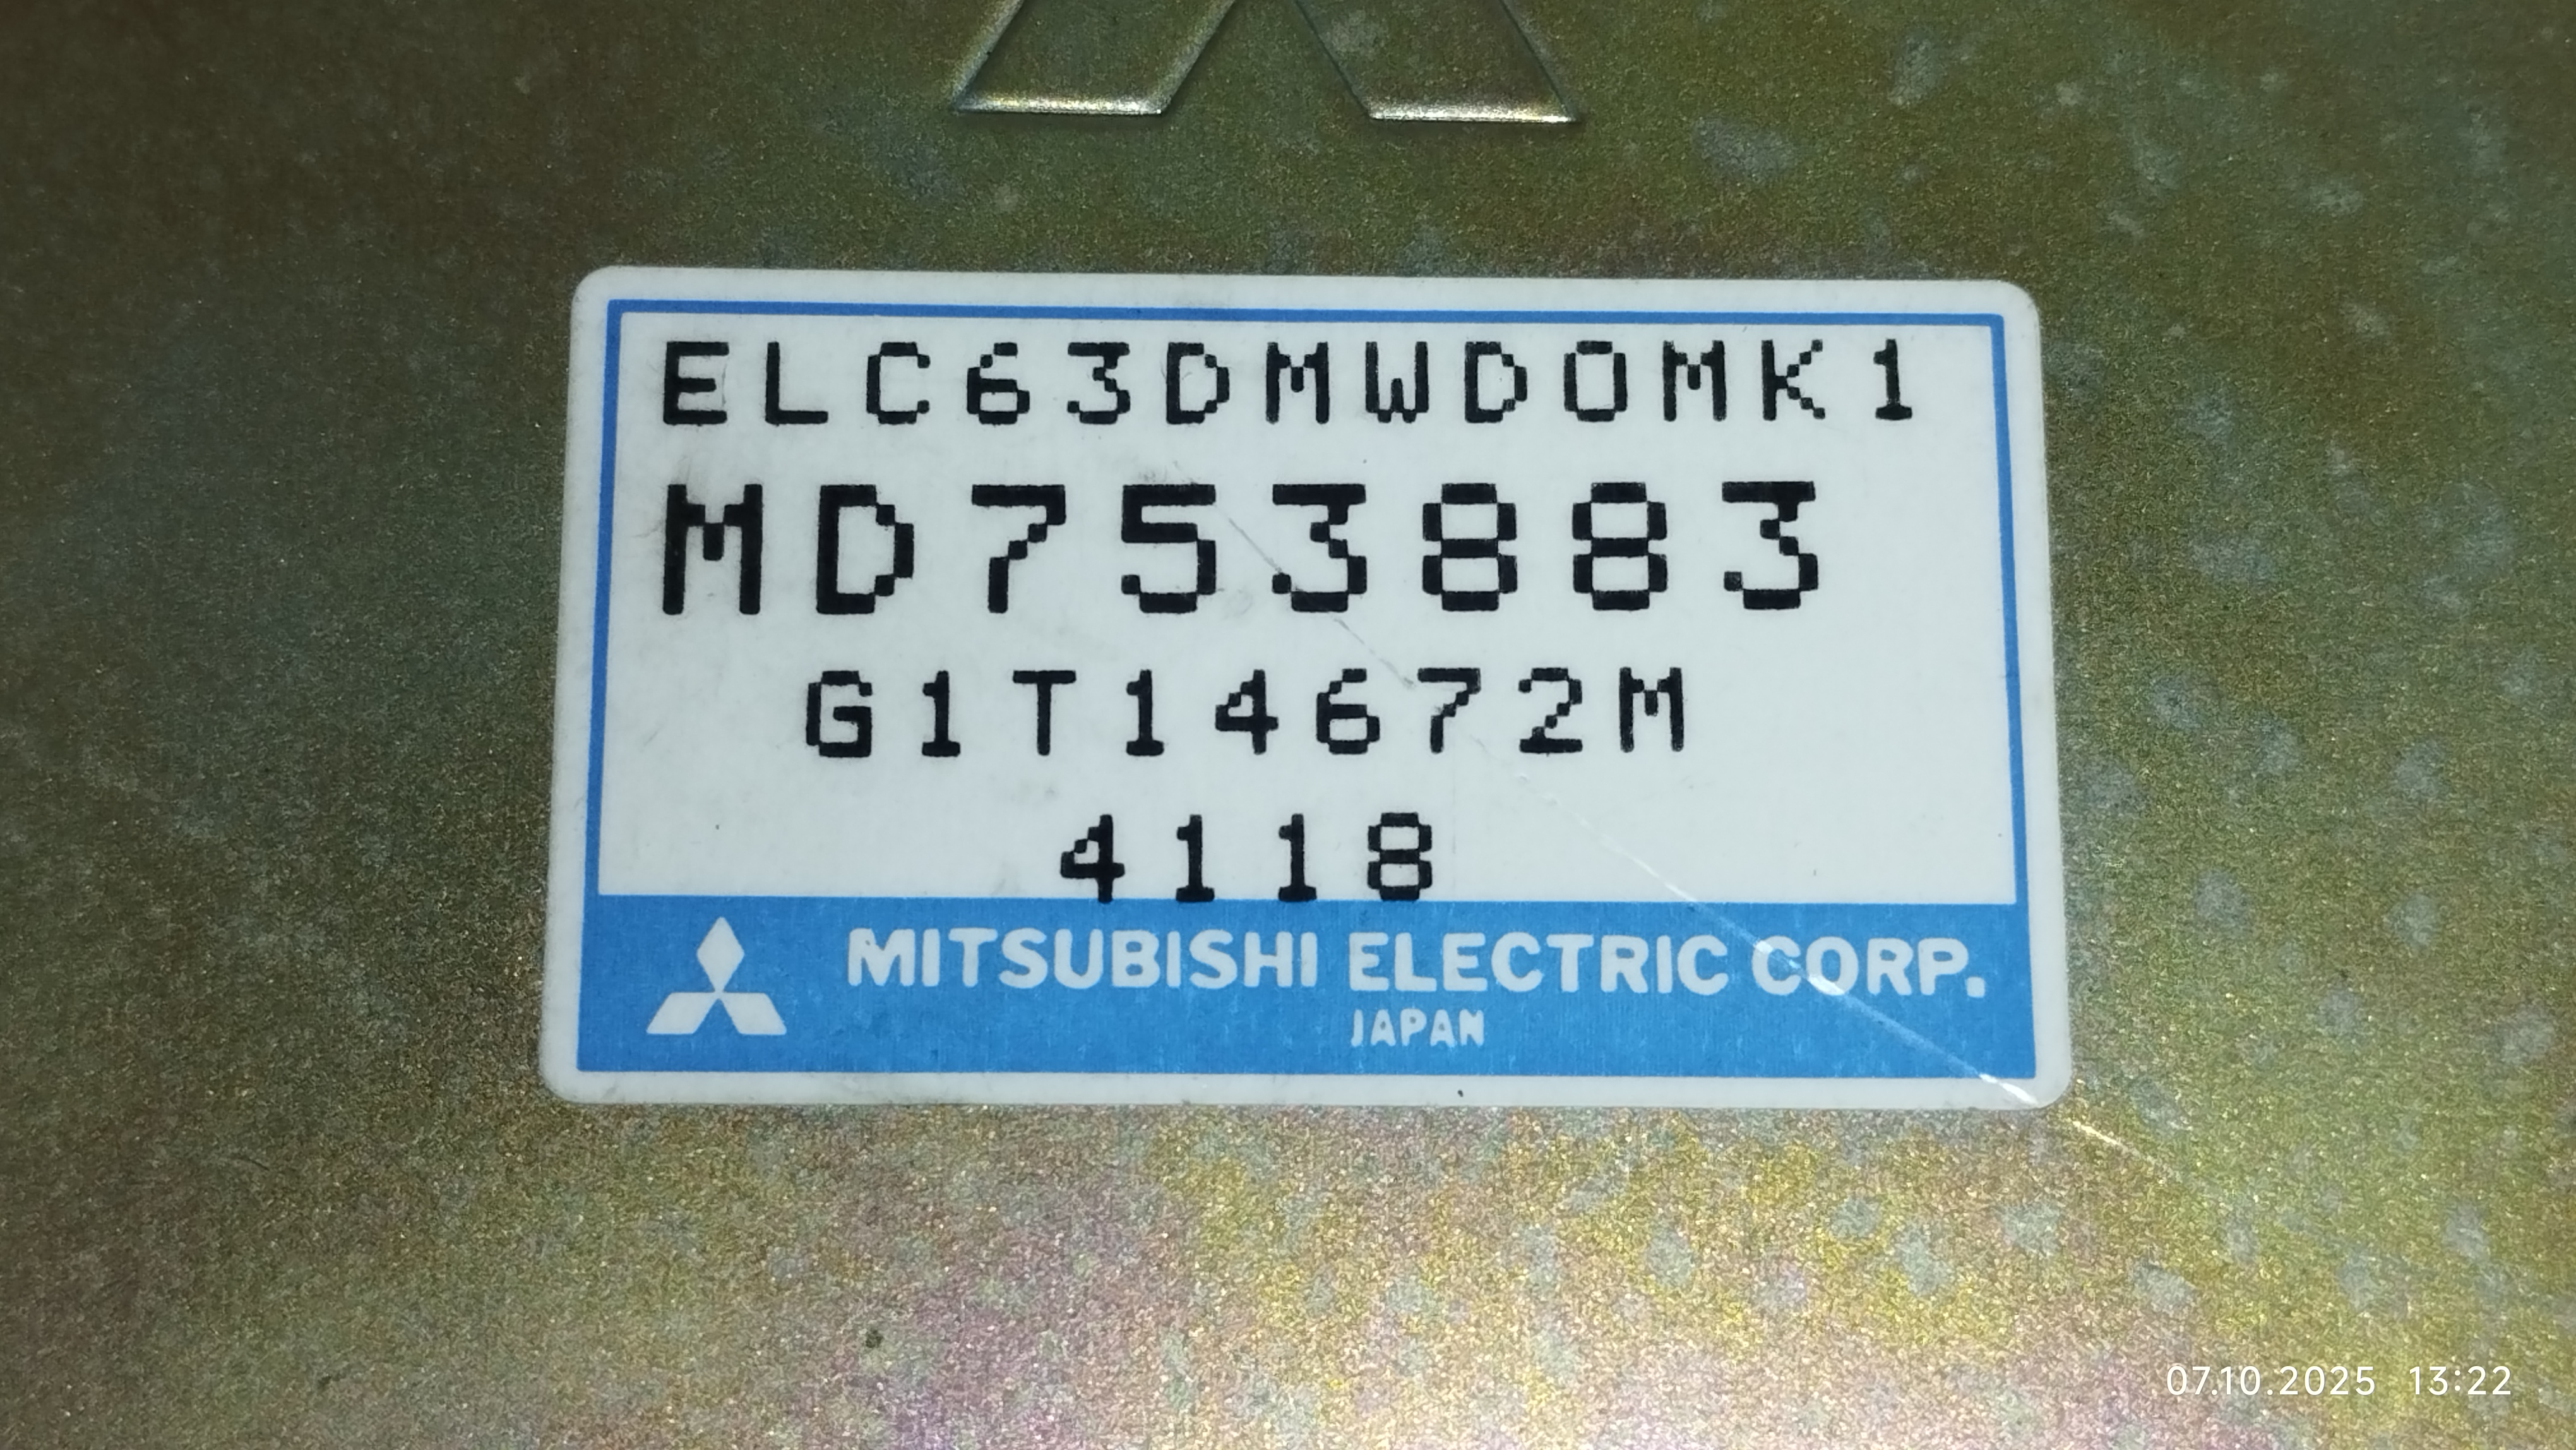 ELC63DMWDOMK1
MD753883
G1T14672M
4118
MITSUBISHI ELECTRIC CORP.
JAPAN
07.10.2025 13:22